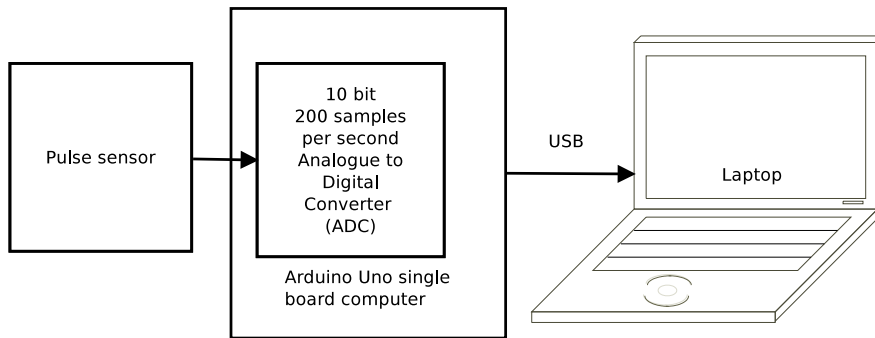 Pulse sensor
10 bit
200 samples
per second
Analogue to
Digital
Converter
(ADC)
Arduino Uno single
board computer
USB
Laptop